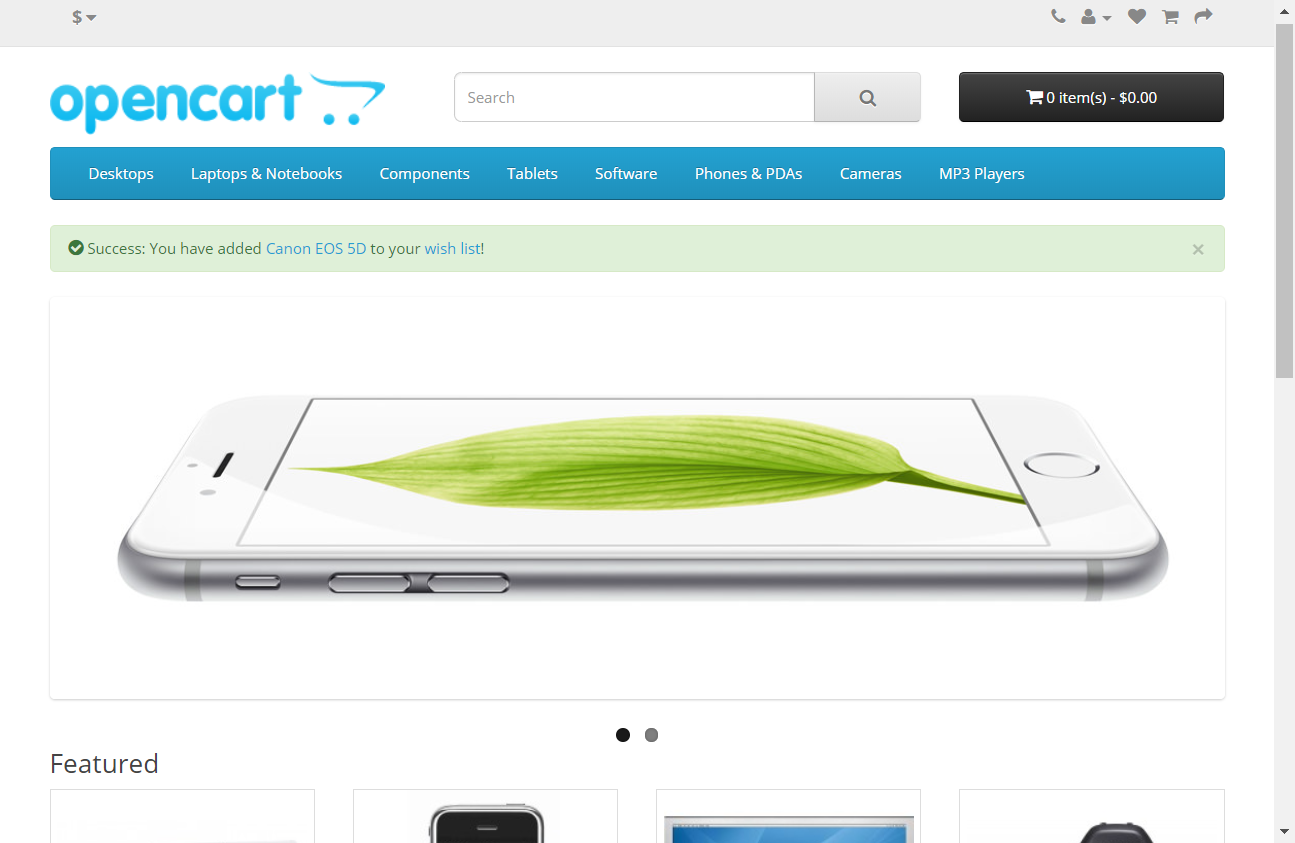 $
opencart
Search
0 item(s) - $0.00
Desktops
Laptops & Notebooks
Components
Tablets
Software
Phones & PDAs
Cameras
MP3 Players
Success: You have added Canon EOS 5D to your wish list!
×
Featured